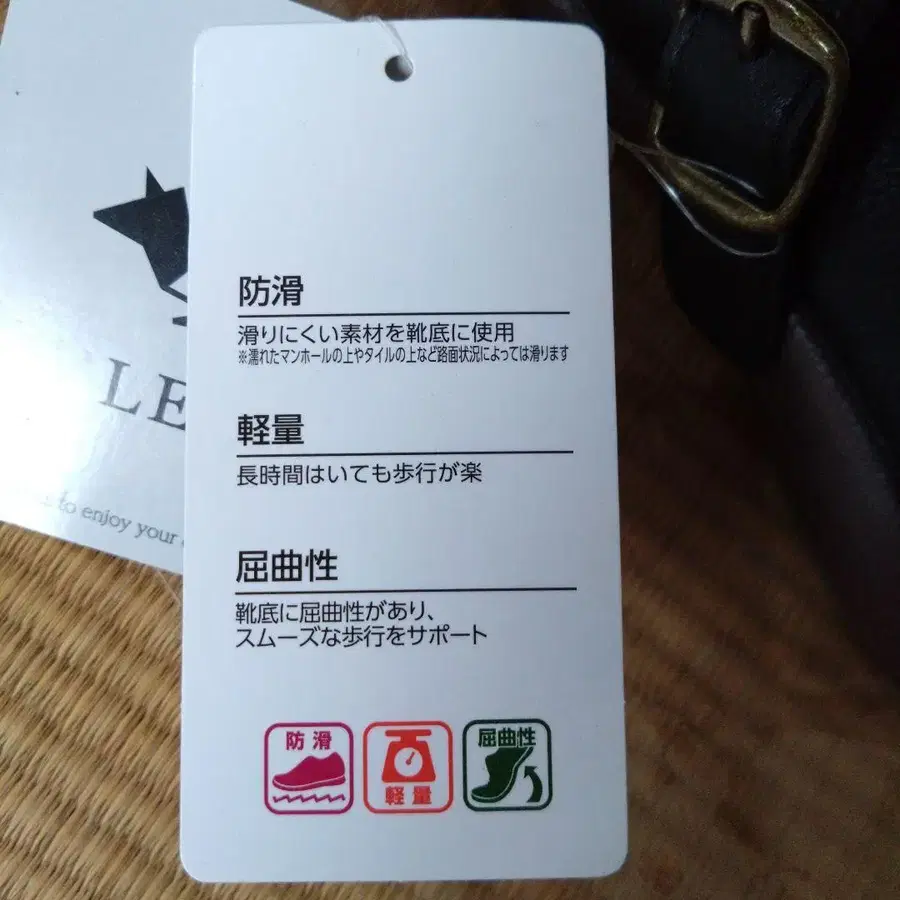 防滑
滑りにくい素材を靴底に使用
※濡れたマンホールの上やタイルの上など路面状況によっては滑ります
軽量
長時間はいても歩行が楽
屈曲性
靴底に屈曲性があり、
スムーズな歩行をサポート
防滑
軽量
屈曲性
LE
to enjoy your